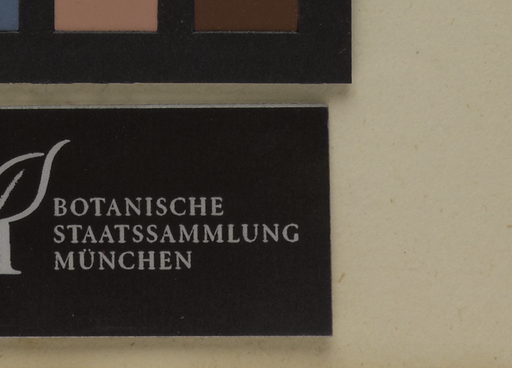 BOTANISCHE
STAATSSAMMLUNG
MÜNCHEN